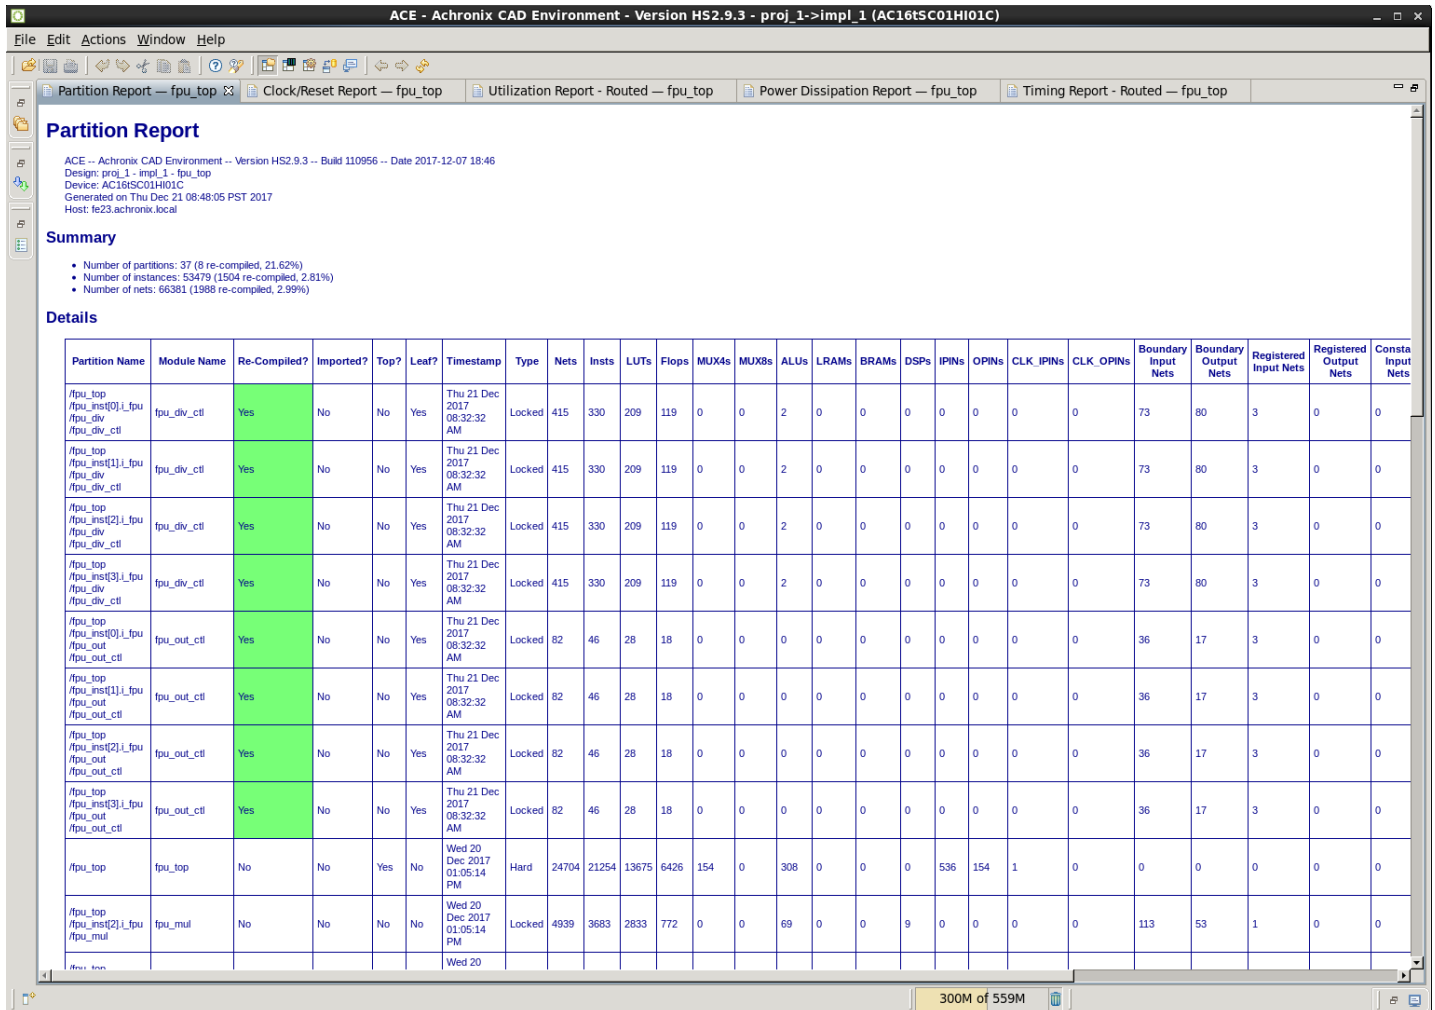 ACE - Achronix CAD Environment - Version HS2.9.3 - proj_1->impl_1 (AC16tSC01HI01C)
File Edit Actions Window Help
Partition Report — fpu_top Clock/Reset Report — fpu_top Utilization Report - Routed — fpu_top Power Dissipation Report — fpu_top Timing Report - Routed — fpu_top
Partition Report
ACE -- Achronix CAD Environment -- Version HS2.9.3 -- Build 110956 -- Date 2017-12-07 18:46
Design: proj_1 - impl_1 - fpu_top
Device: AC16tSC01HI01C
Generated on Thu Dec 21 08:48:05 PST 2017
Host: fe23.achronix.local
Summary
• Number of partitions: 37 (8 re-compiled, 21.62%)
• Number of instances: 53479 (1504 re-compiled, 2.81%)
• Number of nets: 66381 (1988 re-compiled, 2.99%)
Details
Partition Name Module Name Re-Compiled? Imported? Top? Leaf? Timestamp Type Nets Insts LUTs Flops MUX4s MUX8s ALUs LRAMs BRAMs DSPs IPINs OPINs CLK_IPINs CLK_OPINs Boundary Input Nets Boundary Output Nets Registered Input Nets Registered Output Nets Consta Input Nets
/fpu_top /fpu_inst[0].i_fpu /fpu_div /fpu_div_ctl fpu_div_ctl Yes No No Yes Thu 21 Dec 2017 08:32:32 AM Locked 415 330 209 119 0 0 2 0 0 0 0 0 0 0 73 80 3 0 0
/fpu_top /fpu_inst[1].i_fpu /fpu_div /fpu_div_ctl fpu_div_ctl Yes No No Yes Thu 21 Dec 2017 08:32:32 AM Locked 415 330 209 119 0 0 2 0 0 0 0 0 0 0 73 80 3 0 0
/fpu_top /fpu_inst[2].i_fpu /fpu_div /fpu_div_ctl fpu_div_ctl Yes No No Yes Thu 21 Dec 2017 08:32:32 AM Locked 415 330 209 119 0 0 2 0 0 0 0 0 0 0 73 80 3 0 0
/fpu_top /fpu_inst[3].i_fpu /fpu_div /fpu_div_ctl fpu_div_ctl Yes No No Yes Thu 21 Dec 2017 08:32:32 AM Locked 415 330 209 119 0 0 2 0 0 0 0 0 0 0 73 80 3 0 0
/fpu_top /fpu_inst[0].i_fpu /fpu_out /fpu_out_ctl fpu_out_ctl Yes No No Yes Thu 21 Dec 2017 08:32:32 AM Locked 82 46 28 18 0 0 0 0 0 0 0 0 0 0 36 17 3 0 0
/fpu_top /fpu_inst[1].i_fpu /fpu_out /fpu_out_ctl fpu_out_ctl Yes No No Yes Thu 21 Dec 2017 08:32:32 AM Locked 82 46 28 18 0 0 0 0 0 0 0 0 0 0 36 17 3 0 0
/fpu_top /fpu_inst[2].i_fpu /fpu_out /fpu_out_ctl fpu_out_ctl Yes No No Yes Thu 21 Dec 2017 08:32:32 AM Locked 82 46 28 18 0 0 0 0 0 0 0 0 0 0 36 17 3 0 0
/fpu_top /fpu_inst[3].i_fpu /fpu_out /fpu_out_ctl fpu_out_ctl Yes No No Yes Thu 21 Dec 2017 08:32:32 AM Locked 82 46 28 18 0 0 0 0 0 0 0 0 0 0 36 17 3 0 0
/fpu_top fpu_top No No Yes No Wed 20 Dec 2017 01:05:14 PM Hard 24704 21254 13675 6426 154 0 308 0 0 0 536 154 1 0 0 0 0 0 0
/fpu_top /fpu_inst[2].i_fpu /fpu_mul fpu_mul No No No No Wed 20 Dec 2017 01:05:14 PM Locked 4939 3683 2833 772 0 0 69 0 0 9 0 0 0 0 113 53 1 0 0
/fpu_top Wed 20
300M of 559M